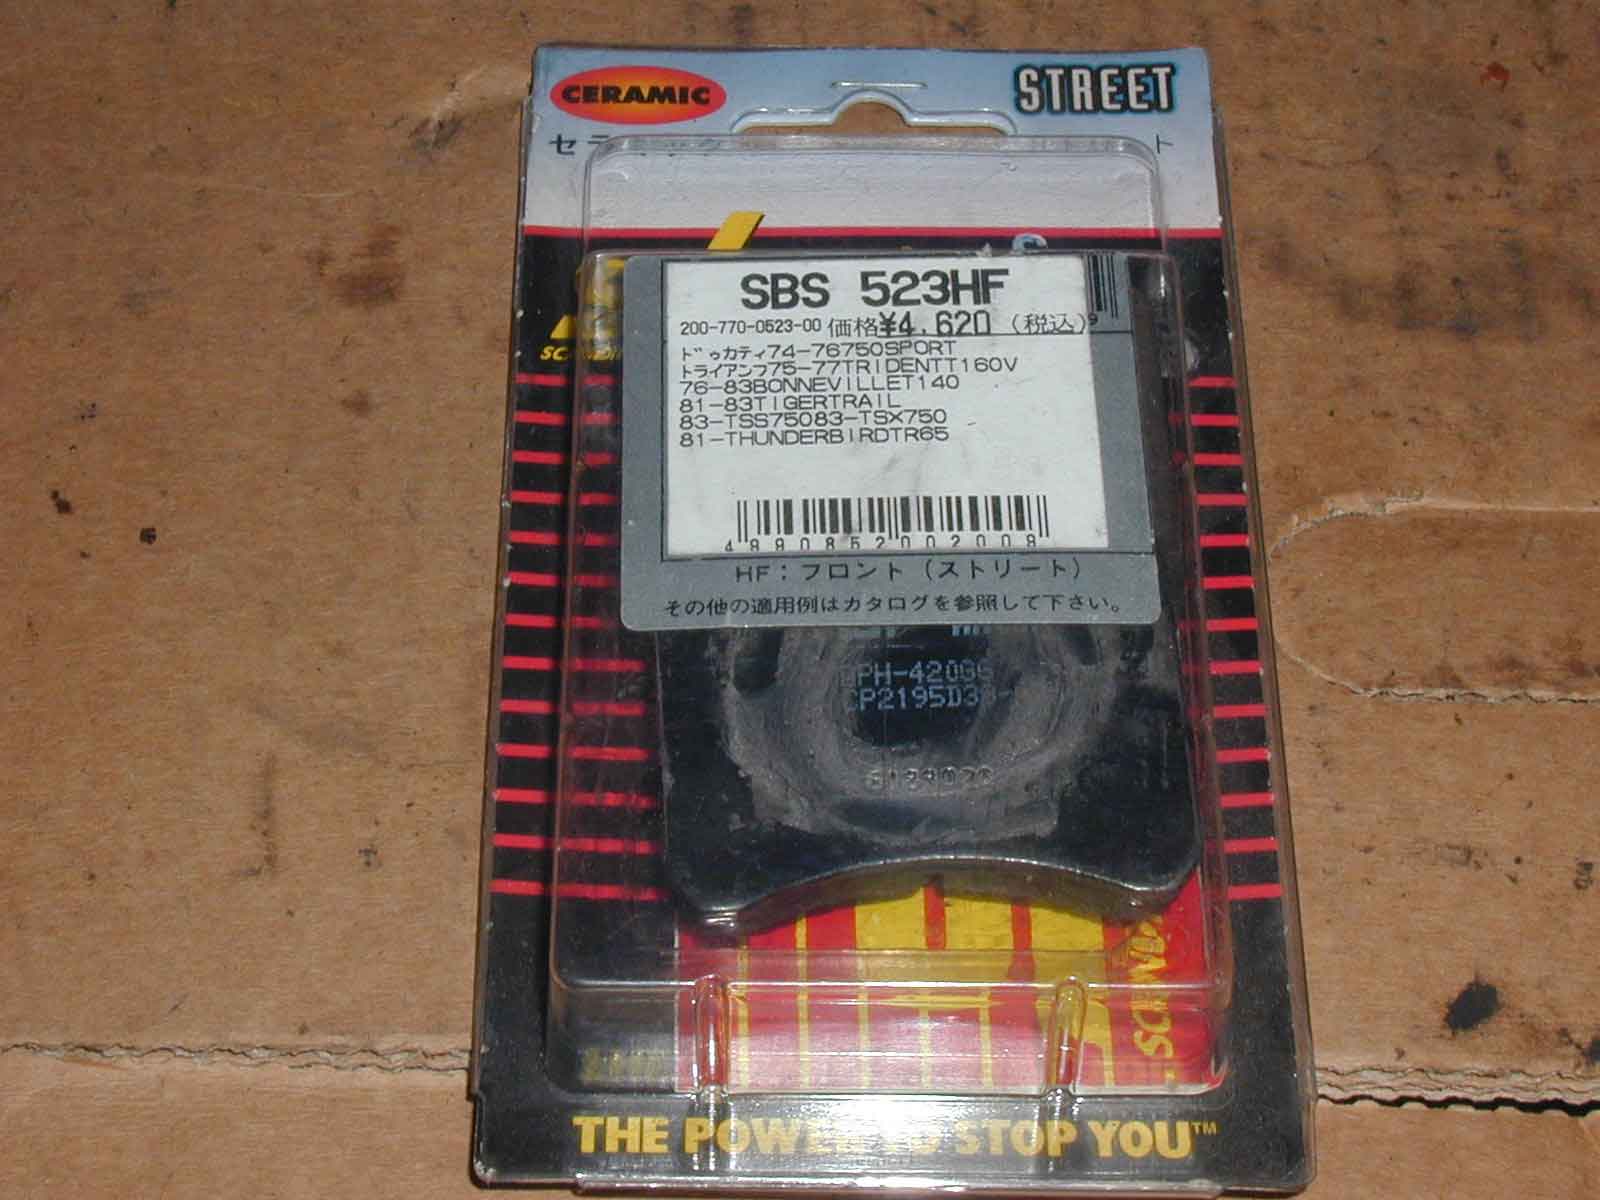 CERAMIC
STREET
SBS 523HF
200-770-0523-00 価格¥4,620 (税込)
ドゥカティ74-76750SPORT
トライアンフ75-77TRIDENTT160V
76-83BONNEVILLET140
81-83TIGERTRAIL
83-TSS75083-TSX750
81-THUNDERBIRDTR65
4990852002009
HF:フロント(ストリート)
その他の適用例はカタログを参照して下さい。
THE POWER TO STOP YOU™